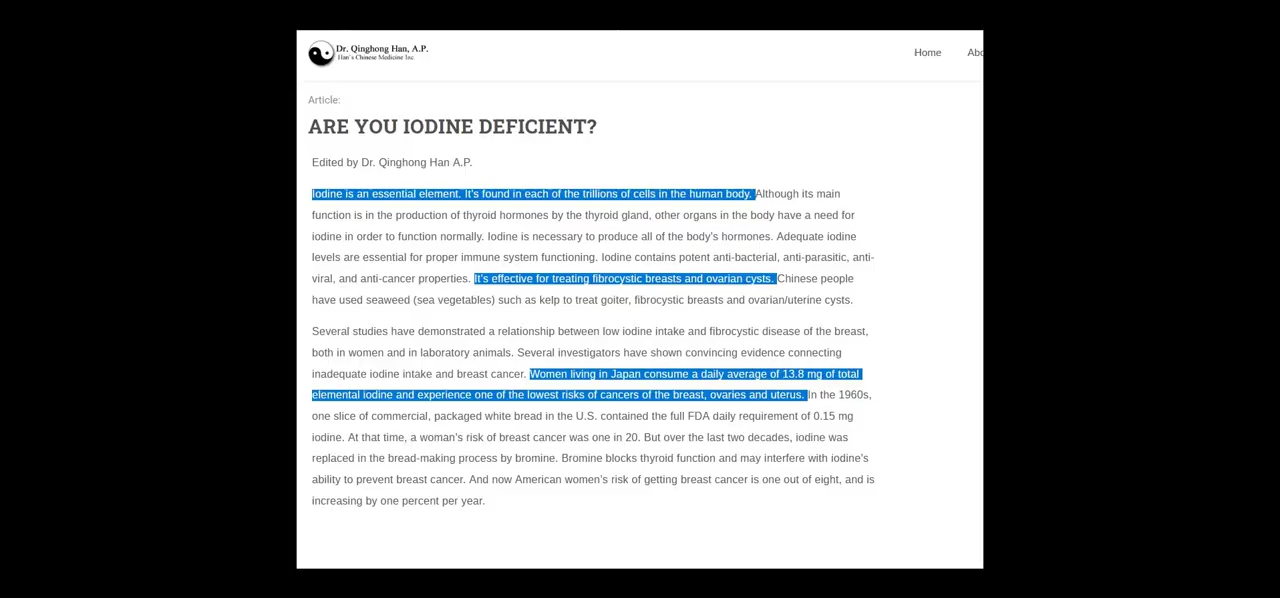 Dr. Qinghong Han, A.P.
Han's Chinese Medicine Inc.
Home
Abo
Article:
ARE YOU IODINE DEFICIENT?
Edited by Dr. Qinghong Han A.P.
Iodine is an essential element. It's found in each of the trillions of cells in the human body. Although its main
function is in the production of thyroid hormones by the thyroid gland, other organs in the body have a need for
iodine in order to function normally. Iodine is necessary to produce all of the body's hormones. Adequate iodine
levels are essential for proper immune system functioning. Iodine contains potent anti-bacterial, anti-parasitic, anti-
viral, and anti-cancer properties. It's effective for treating fibrocystic breasts and ovarian cysts. Chinese people
have used seaweed (sea vegetables) such as kelp to treat goiter, fibrocystic breasts and ovarian/uterine cysts.
Several studies have demonstrated a relationship between low iodine intake and fibrocystic disease of the breast,
both in women and in laboratory animals. Several investigators have shown convincing evidence connecting
inadequate iodine intake and breast cancer. Women living in Japan consume a daily average of 13.8 mg of total
elemental iodine and experience one of the lowest risks of cancers of the breast, ovaries and uterus. In the 1960s,
one slice of commercial, packaged white bread in the U.S. contained the full FDA daily requirement of 0.15 mg
iodine. At that time, a woman's risk of breast cancer was one in 20. But over the last two decades, iodine was
replaced in the bread-making process by bromine. Bromine blocks thyroid function and may interfere with iodine's
ability to prevent breast cancer. And now American women's risk of getting breast cancer is one out of eight, and is
increasing by one percent per year.